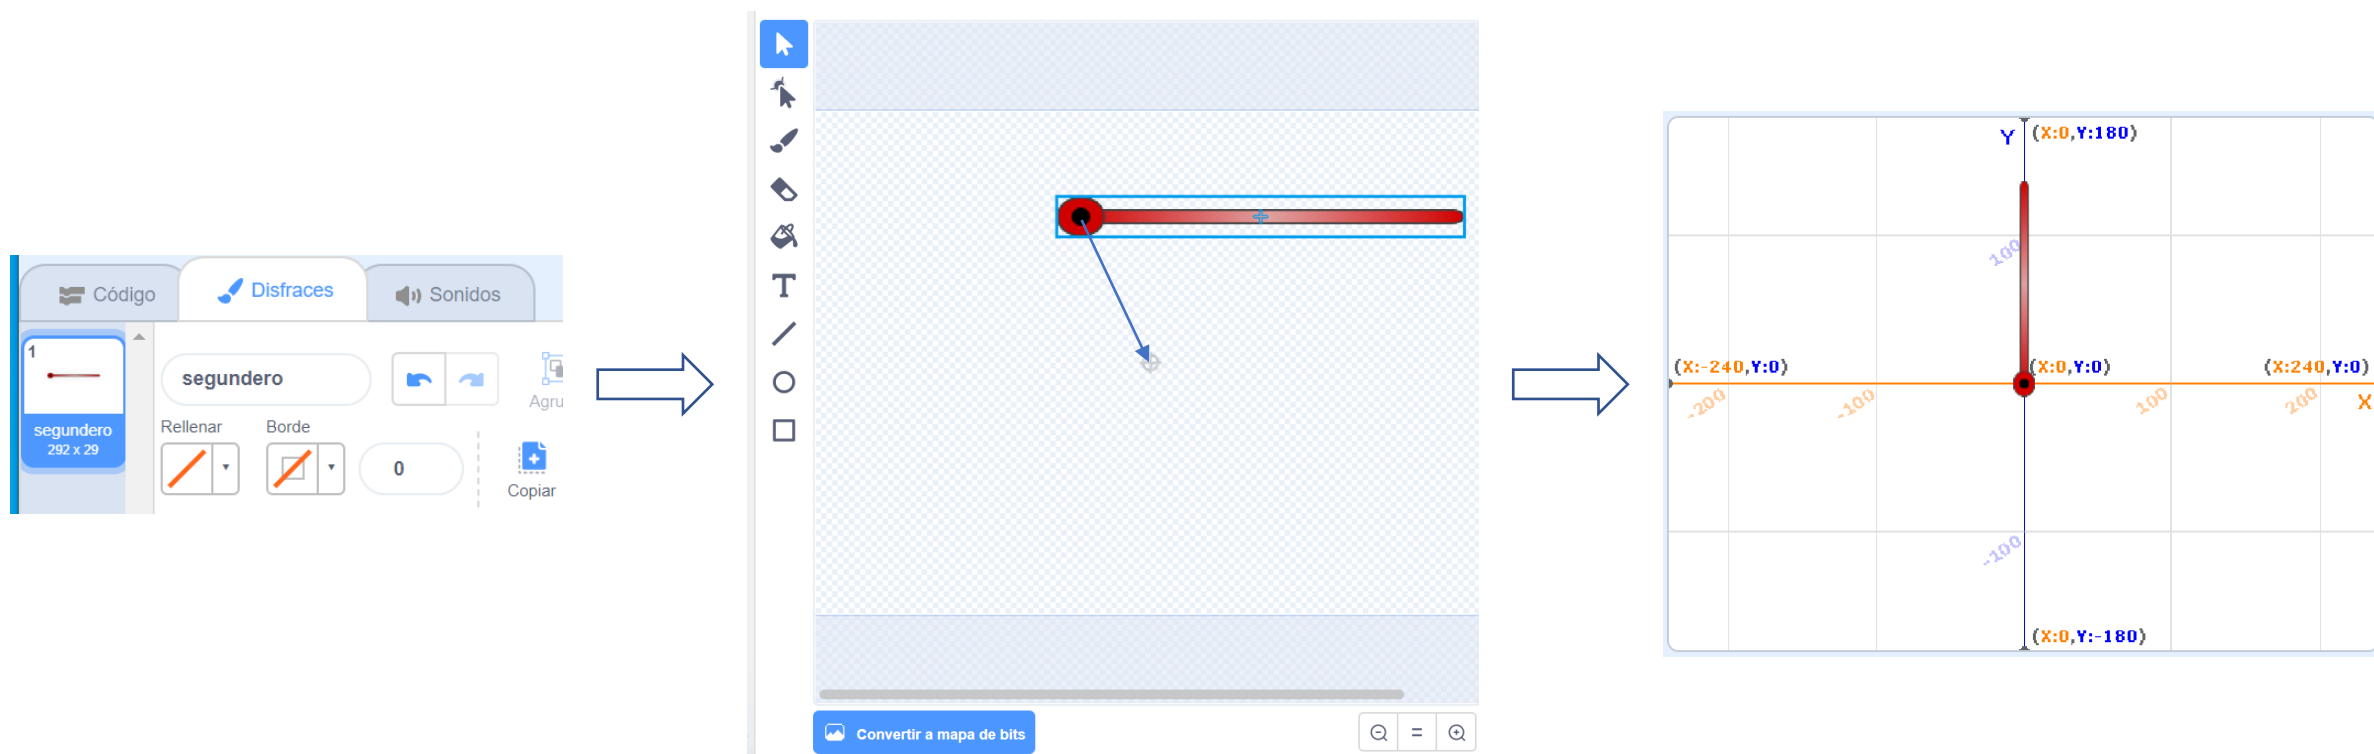 Código
Disfraces
Sonidos
1
segundero
292 x 29
segundero
Agru
Rellenar
Borde
0
Copiar
T
Convertir a mapa de bits
Y
(X:0,Y:180)
100
(X:-240,Y:0)
(X:0,Y:0)
(X:240,Y:0)
-200
-100
100
200
X
-100
(X:0,Y:-180)